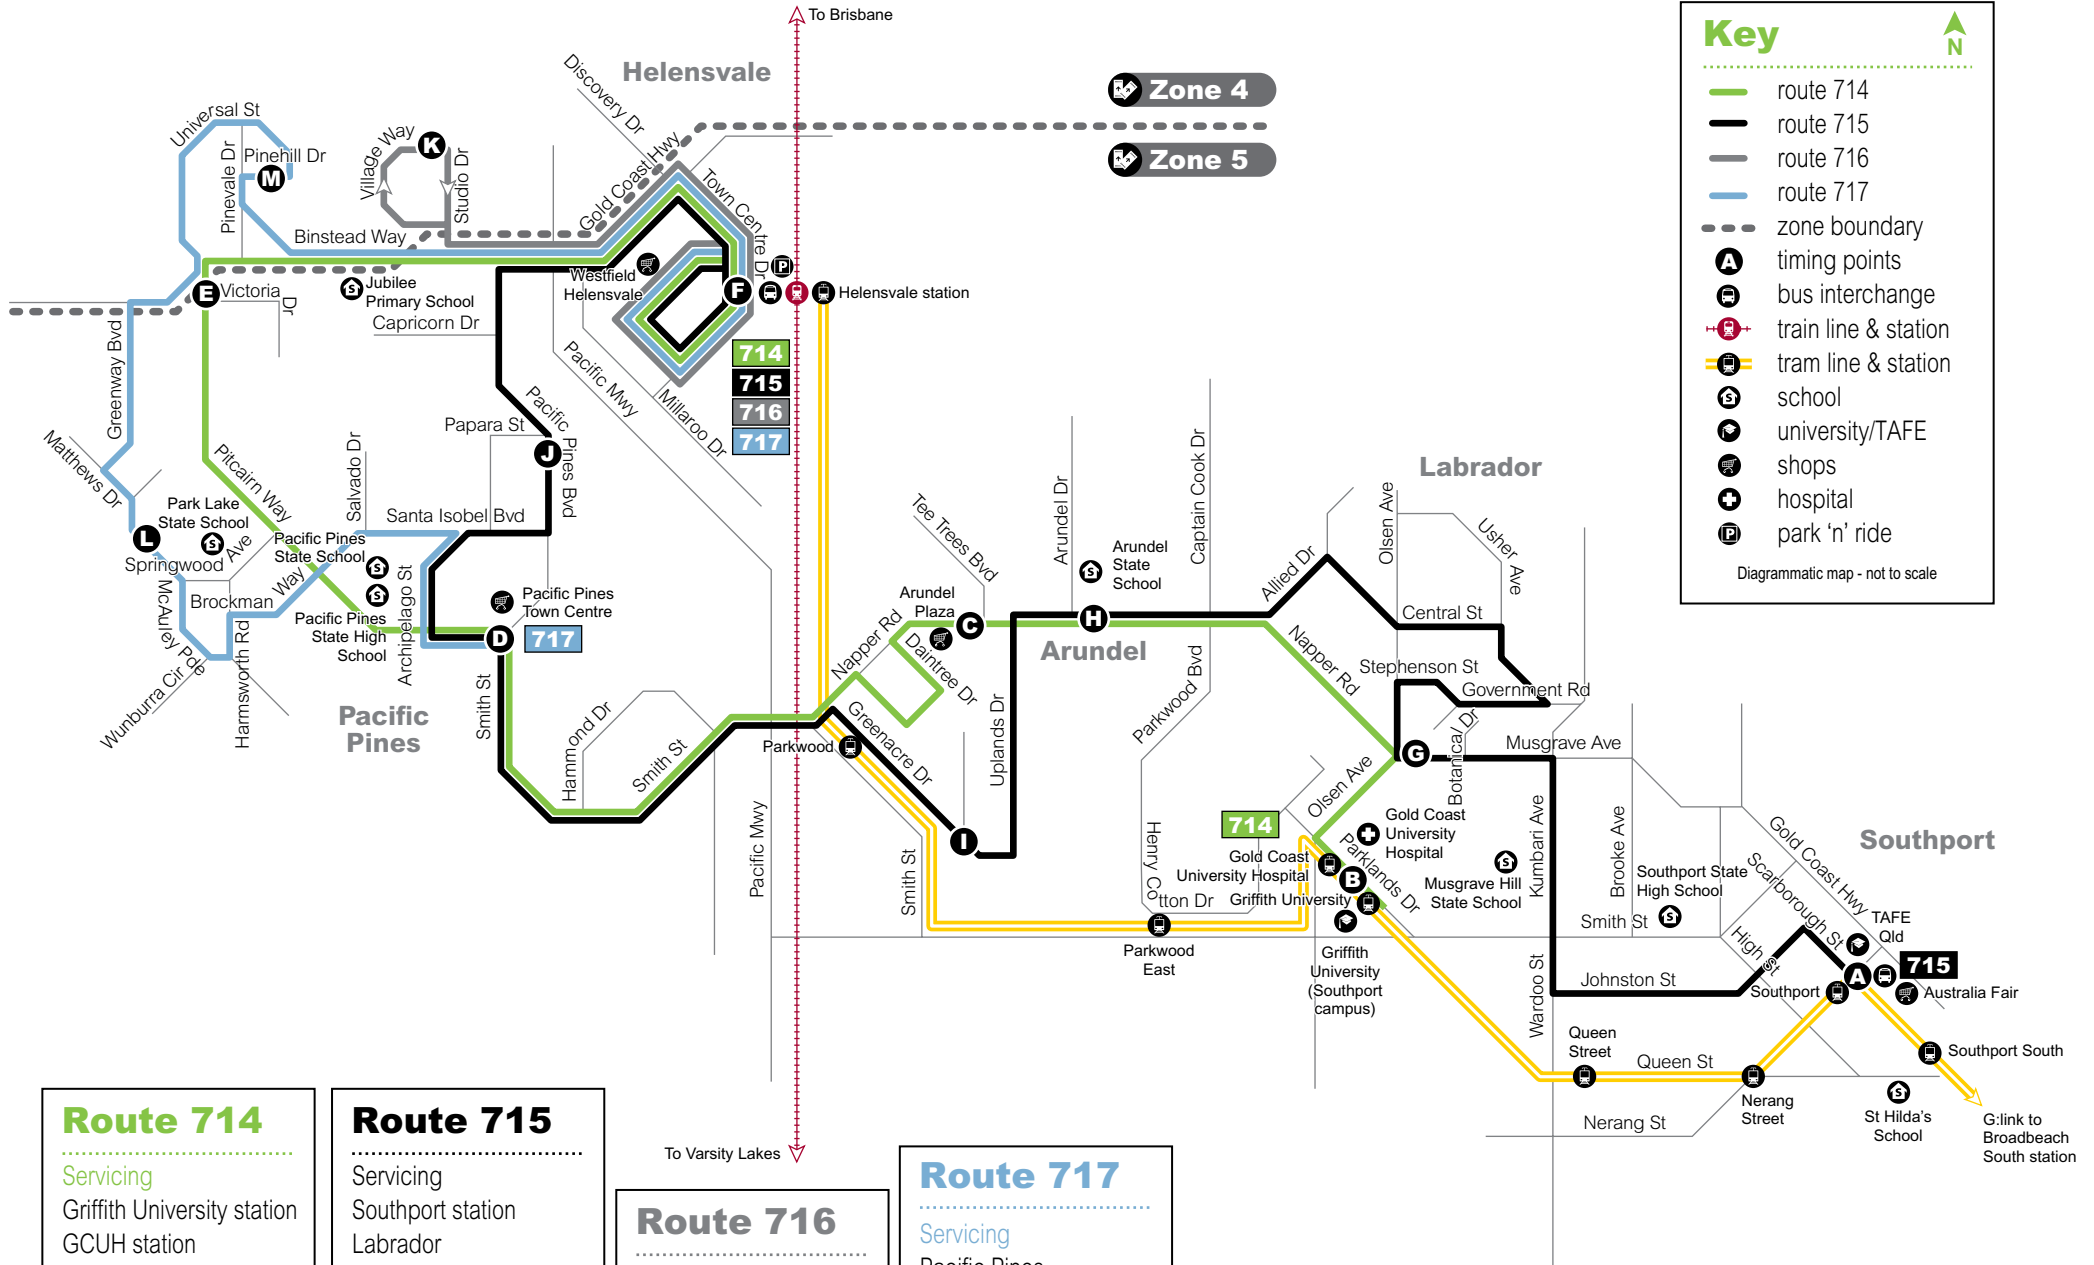 To Brisbane
Helensvale
Discovery Dr
Zone 4
Zone 5
Key
N
route 714
route 715
route 716
route 717
zone boundary
A
timing points
bus interchange
train line & station
tram line & station
school
university/TAFE
shops
hospital
park ‘n’ ride
Diagrammatic map - not to scale
Universal St
Pinevale Dr
Pinehill Dr
M
Village Way
K
Studio Dr
Gold Coast Hwy
Town Centre Dr
Binstead Way
E
Victoria
Dr
Jubilee
Primary School
Capricorn Dr
Westfield
Helensvale
F
P
Helensvale station
714
715
716
717
Greenway Bvd
Pacific Mwy
Millaroo Dr
Pacific
Pines Bvd
Papara St
J
Matthews Dr
Pitcairn Way
Salvado Dr
Santa Isobel Bvd
Park Lake
State School
L
Springwood
Ave
Pacific Pines
State School
Brockman
Way
McAuley Pde
Pacific Pines
State High
School
Archipelago St
Pacific Pines
Town Centre
D
717
Wunburra Cir
Harmsworth Rd
Pacific
Pines
Smith St
Hammond Dr
Smith St
Pacific Mwy
Parkwood
Napper Rd
Arundel
Plaza
C
Tee Trees Bvd
Daintree Dr
Greenacre Dr
I
Uplands Dr
Smith St
Arundel Dr
H
Arundel
State
School
Arundel
Captain Cook Dr
Parkwood Bvd
Henry Cotton Dr
Parkwood
East
Labrador
Olsen Ave
Usher Ave
Allied Dr
Central St
Napper Rd
Stephenson St
Government Rd
Botanical Dr
G
Musgrave Ave
Olsen Ave
714
Gold Coast
University Hospital
Gold Coast
University
Hospital
Parklands Dr
B
Griffith University
Griffith
University
(Southport
campus)
Musgrave Hill
State School
Kumbari Ave
Brooke Ave
Southport State
High School
Smith St
Wardoo St
Johnston St
High St
Scarborough St
Gold Coast Hwy
Southport
TAFE
Qld
A
715
Southport
Australia Fair
Southport South
Queen
Street
Queen St
Nerang
Street
Nerang St
St Hilda’s
School
G:link to
Broadbeach
South station
To Varsity Lakes
Route 714
Servicing
Griffith University station
GCUH station
Route 715
Servicing
Southport station
Labrador
Route 716
Route 717
Servicing
Pacific Pines